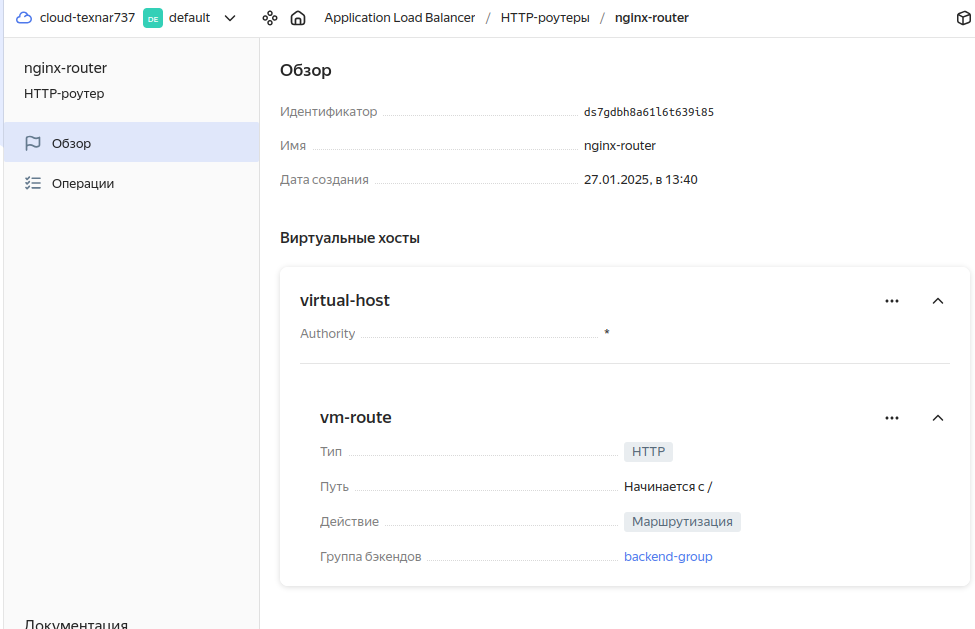 cloud-texnar737 DE default Application Load Balancer / HTTP-роутеры / nginx-router
nginx-router
HTTP-роутер
Обзор
Операции
Документация
Обзор
Идентификатор ds7gdbh8a61l6t639i85
Имя nginx-router
Дата создания 27.01.2025, в 13:40
Виртуальные хосты
virtual-host
Authority *
vm-route
Тип HTTP
Путь Начинается с /
Действие Маршрутизация
Группа бэкендов backend-group